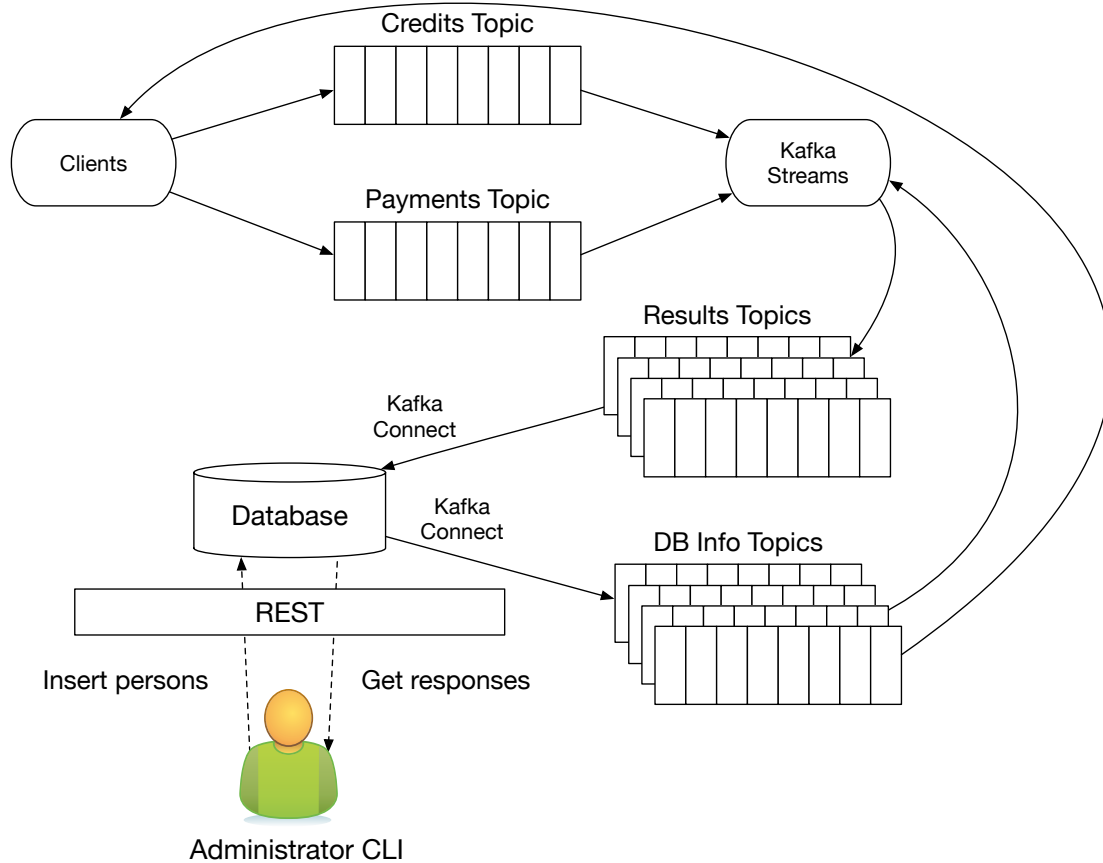 Credits Topic
Clients
Kafka
Streams
Payments Topic
Results Topics
Kafka
Connect
Database
Kafka
Connect
DB Info Topics
REST
Insert persons
Get responses
Administrator CLI